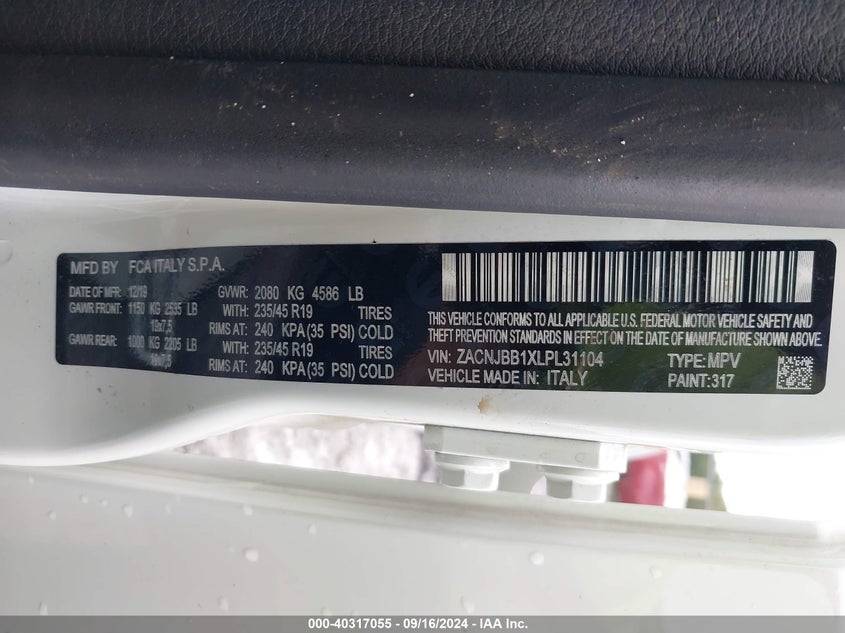 MFD BY FCA ITALY S.P.A.
DATE OF MFR: 12/19 GVWR: 2080 KG 4586 LB
GAWR FRONT: 1150 KG 2535 LB WITH: 235/45 R19 TIRES
19x7,5 RIMS AT: 240 KPA(35 PSI) COLD
GAWR REAR: 1000 KG 2205 LB WITH: 235/45 R19 TIRES
19x7,5 RIMS AT: 240 KPA(35 PSI) COLD
THIS VEHICLE CONFORMS TO ALL APPLICABLE U.S. FEDERAL MOTOR VEHICLE SAFETY AND
THEFT PREVENTION STANDARDS IN EFFECT ON THE DATE OF MANUFACTURE SHOWN ABOVE.
VIN: ZACNJBB1XLPL31104 TYPE: MPV
VEHICLE MADE IN: ITALY PAINT:317
000-40317055 - 09/16/2024 - IAA Inc.